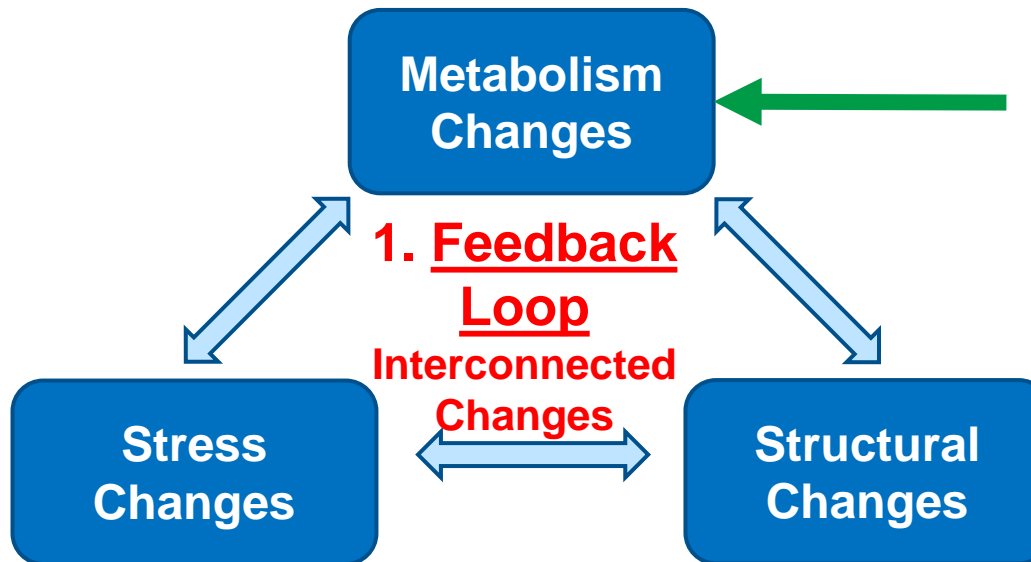 Metabolism
Changes
1. Feedback
Loop
Interconnected
Changes
Stress
Changes
Structural
Changes